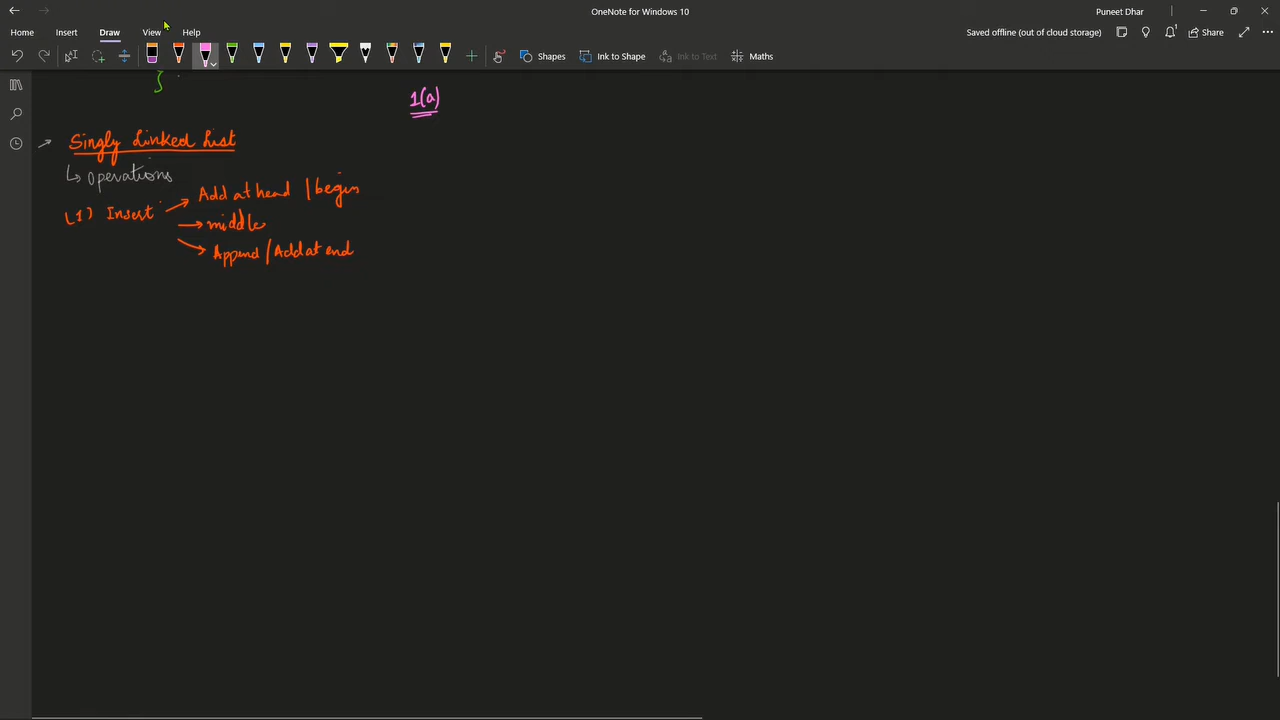 OneNote for Windows 10
Puneet Dhar
Home Insert Draw View Help
Saved offline (out of cloud storage)
Share
Shapes Ink to Shape Ink to Text Maths
}
1(a)
→ Singly Linked List
↳ operations
(1) Insert → Add at head / begin
→ middle
→ Append / Add at end